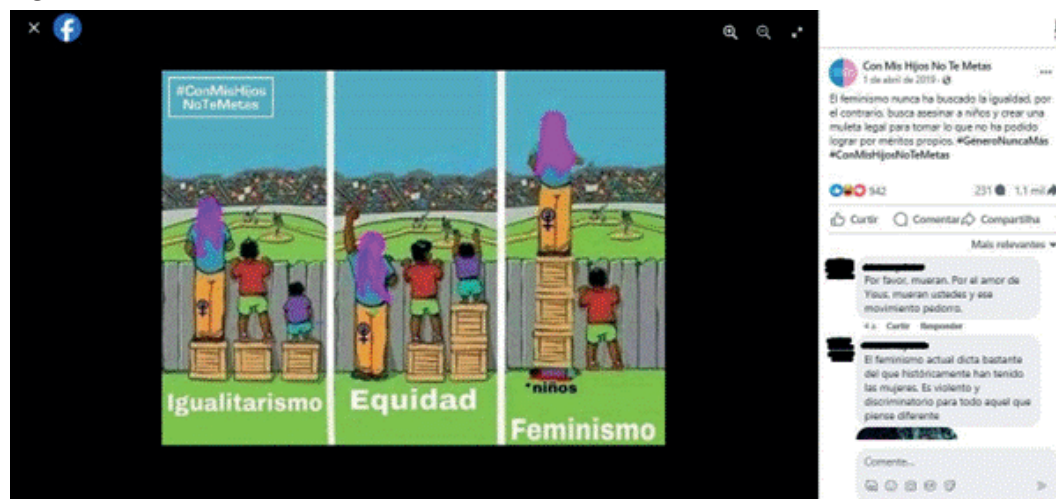 #ConMisHijos
NoTeMetas
Igualitarismo
Equidad
*niños
Feminismo
Con Mis Hijos No Te Metas
1 de abril de 2019 ·
El feminismo nunca ha buscado la igualdad, por
el contrario, busca asesinar a niños y crear una
muleta legal para tomar lo que no ha podido
lograr por méritos propios. #GéneroNuncaMás
#ConMisHijosNoTeMetas
942
231
1,1 mil
Curtir
Comentar
Compartilha
Mais relevantes
Por favor, mueran. Por el amor de
Yisus, mueran ustedes y ese
movimiento pedorro.
4 a Curtir Responder
El feminismo actual dicta bastante
del que históricamente han tenido
las mujeres. Es violento y
discriminatorio para todo aquel que
piense diferente
Comente...